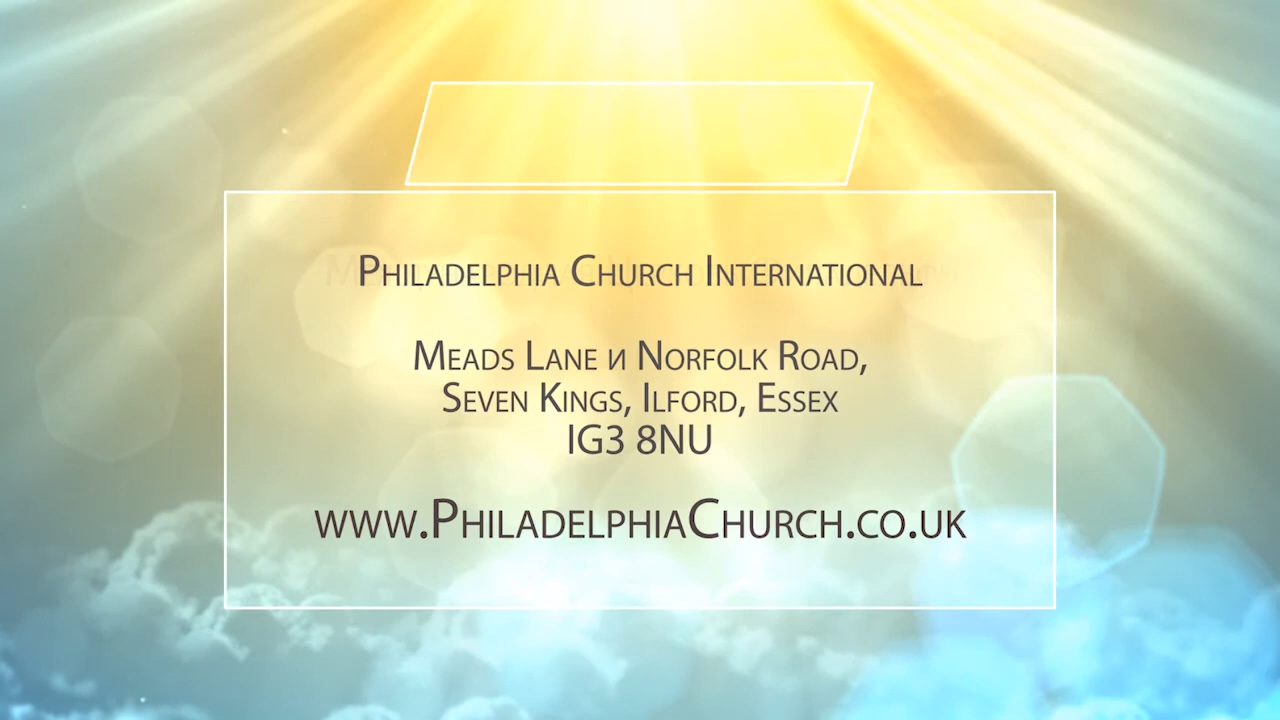 Philadelphia Church International
Meads Lane и Norfolk Road,
Seven Kings, Ilford, Essex
IG3 8NU
www.PhiladelphiaChurch.co.uk